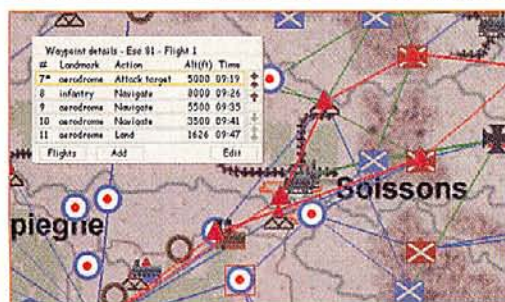 Waypoint details - Esc 81 - Flight 1
# Landmark Action Alt(ft) Time
7* aerodrome Attack target 5000 09:19
8 infantry Navigate 8000 09:26
9 aerodrome Navigate 5500 09:35
10 aerodrome Navigate 3500 09:41
11 aerodrome Land 1626 09:47
Flights Add Edit
Soissons
piegne